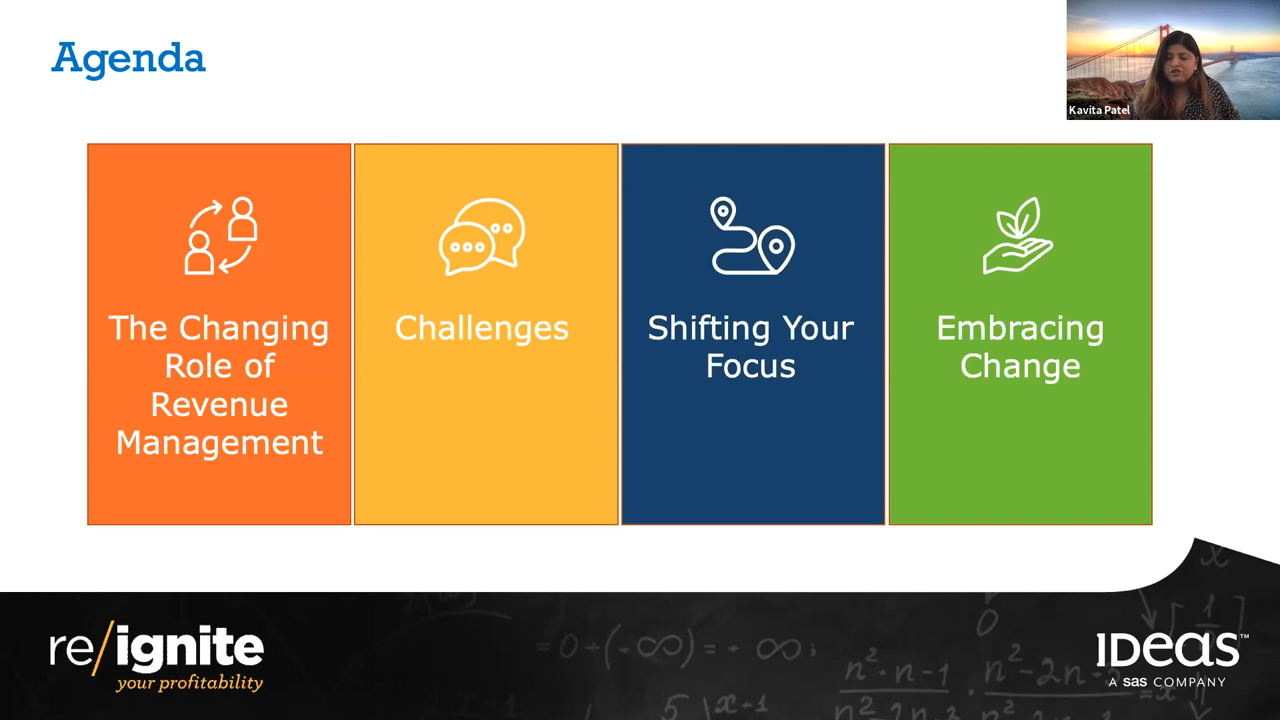 Agenda
Kavita Patel
The Changing
Role of
Revenue
Management
Challenges
Shifting Your
Focus
Embracing
Change
re/ignite
your profitability
IDeaS™
A sas COMPANY